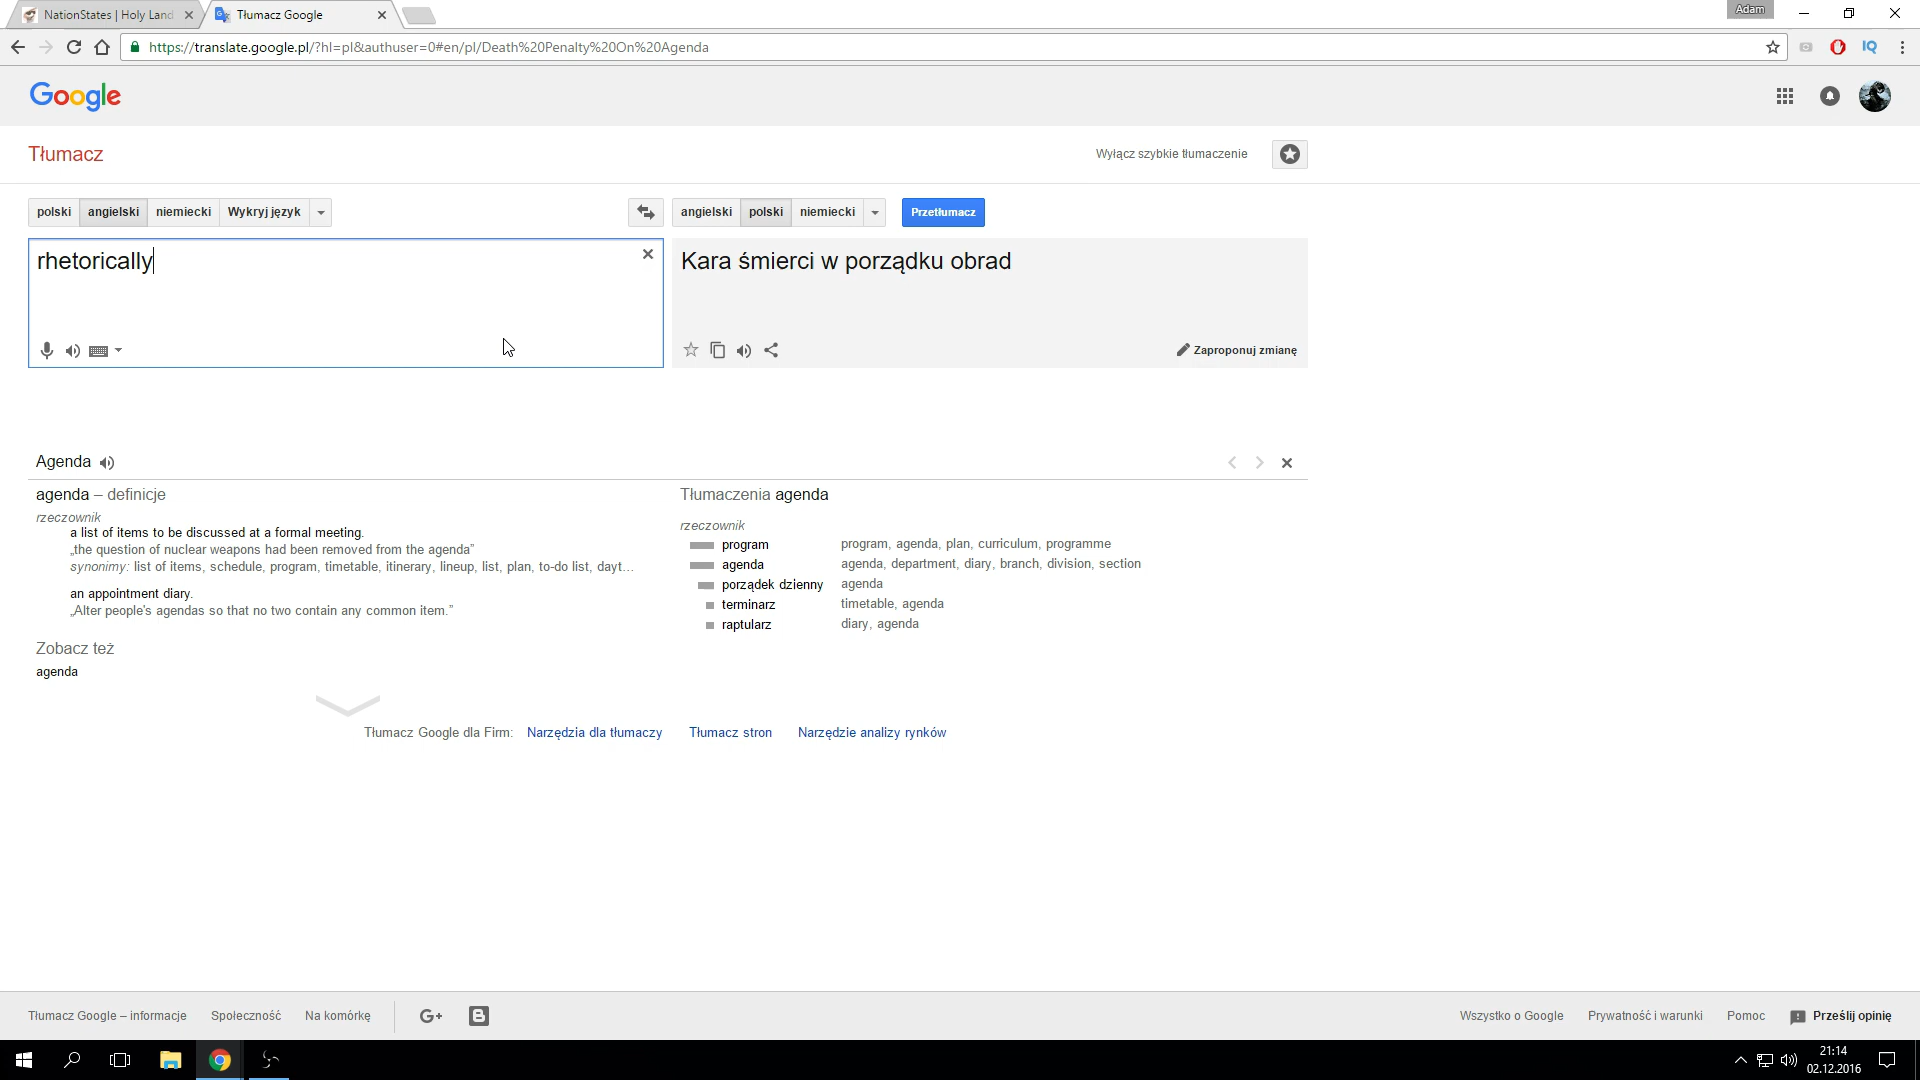 NationStates | Holy Land
Tłumacz Google
Adam
https://translate.google.pl/?hl=pl&authuser=0#en/pl/Death%20Penalty%20On%20Agenda
IQ
Google
Tłumacz
Wyłącz szybkie tłumaczenie
polski angielski niemiecki Wykryj język
angielski polski niemiecki Przetłumacz
rhetorically
Kara śmierci w porządku obrad
Zaproponuj zmianę
Agenda
agenda – definicje
rzeczownik
a list of items to be discussed at a formal meeting.
„the question of nuclear weapons had been removed from the agenda”
synonimy: list of items, schedule, program, timetable, itinerary, lineup, list, plan, to-do list, dayt...
an appointment diary.
„Alter people's agendas so that no two contain any common item.”
Zobacz też
agenda
Tłumaczenia agenda
rzeczownik
program program, agenda, plan, curriculum, programme
agenda agenda, department, diary, branch, division, section
porządek dzienny agenda
terminarz timetable, agenda
raptularz diary, agenda
Tłumacz Google dla Firm: Narzędzia dla tłumaczy Tłumacz stron Narzędzie analizy rynków
Tłumacz Google – informacje Społeczność Na komórkę G+ B
Wszystko o Google Prywatność i warunki Pomoc Prześlij opinię
21:14
02.12.2016